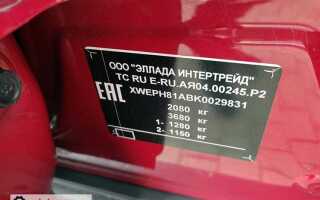 ООО "ЭЛЛАДА ИНТЕРТРЕЙД"
ТС RU E-RU.АЯ04.00245.Р2
EAC
XWEPH81ABK0029831
2080 кг
3680 кг
1- 1280 кг
2- 1150 кг